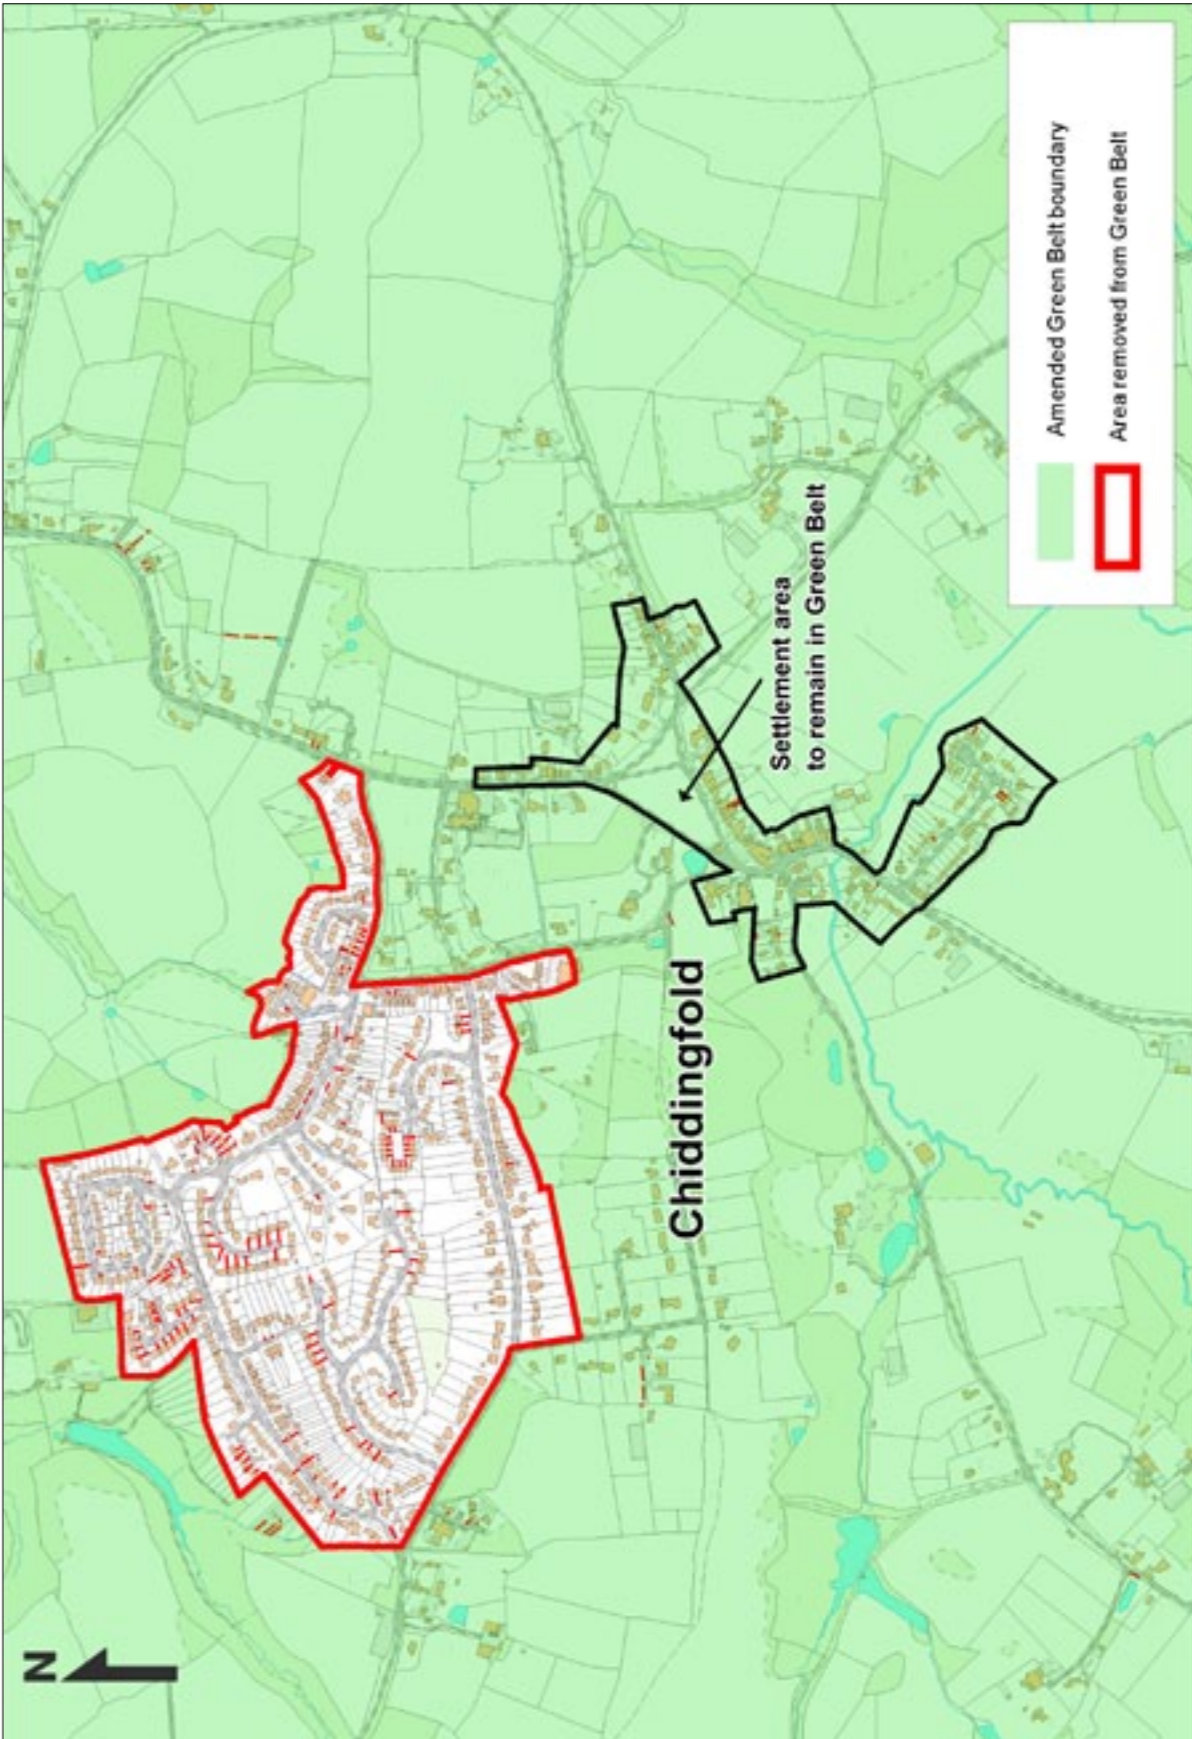 N
Chiddingfold
Settlement area
to remain in Green Belt
Amended Green Belt boundary
Area removed from Green Belt